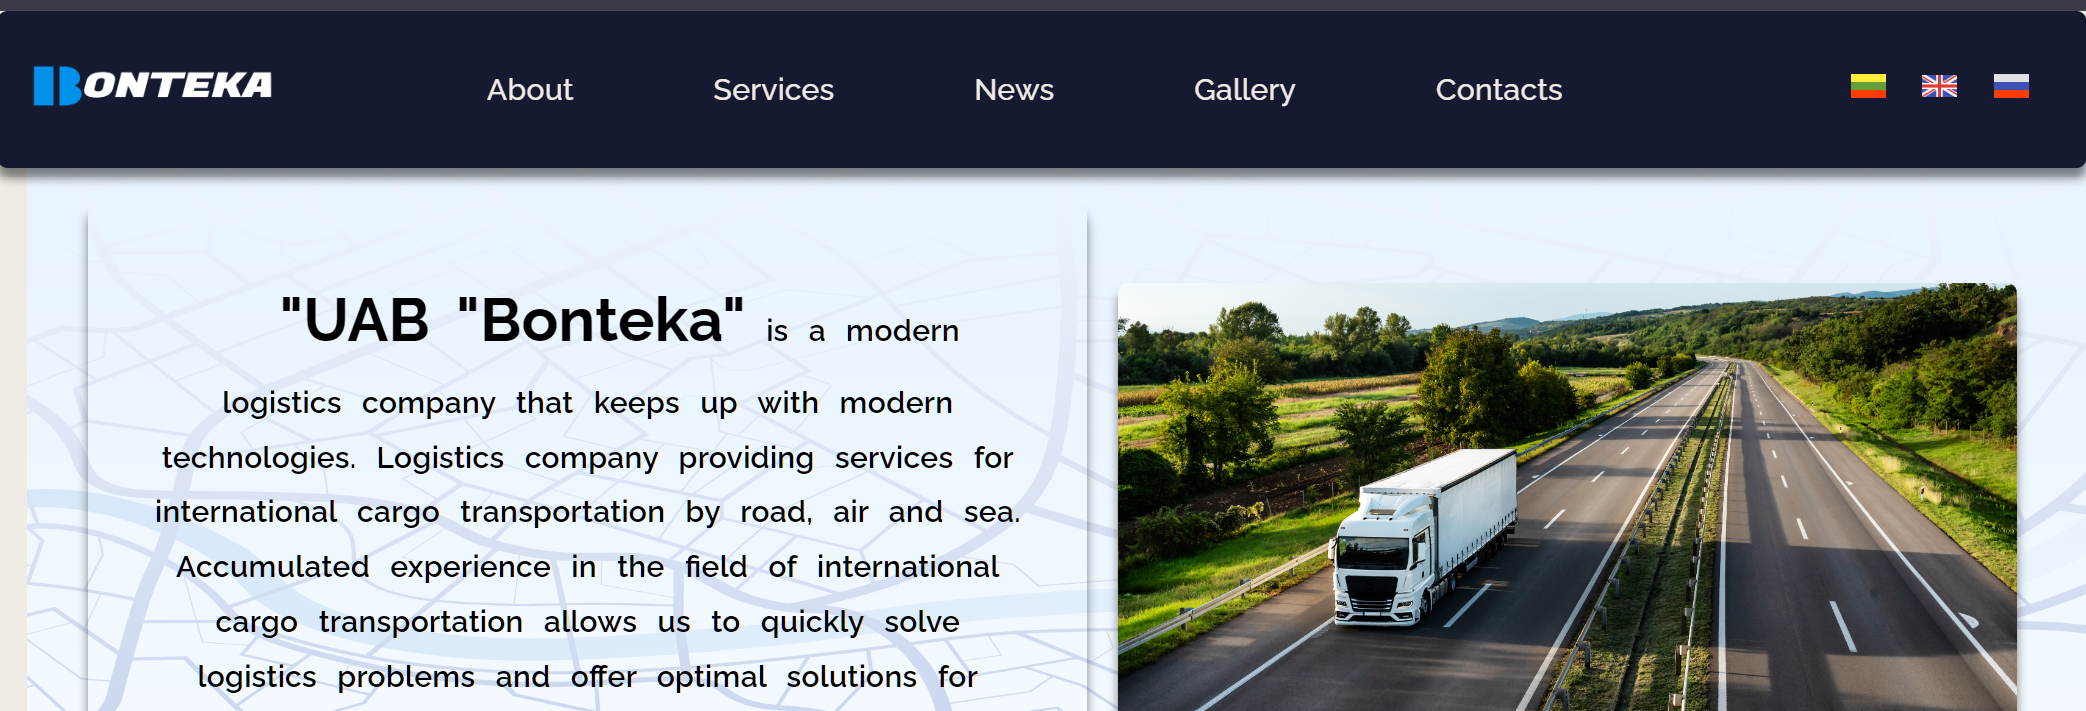 BONTEKA
About Services News Gallery Contacts
"UAB "Bonteka" is a modern
logistics company that keeps up with modern
technologies. Logistics company providing services for
international cargo transportation by road, air and sea.
Accumulated experience in the field of international
cargo transportation allows us to quickly solve
logistics problems and offer optimal solutions for